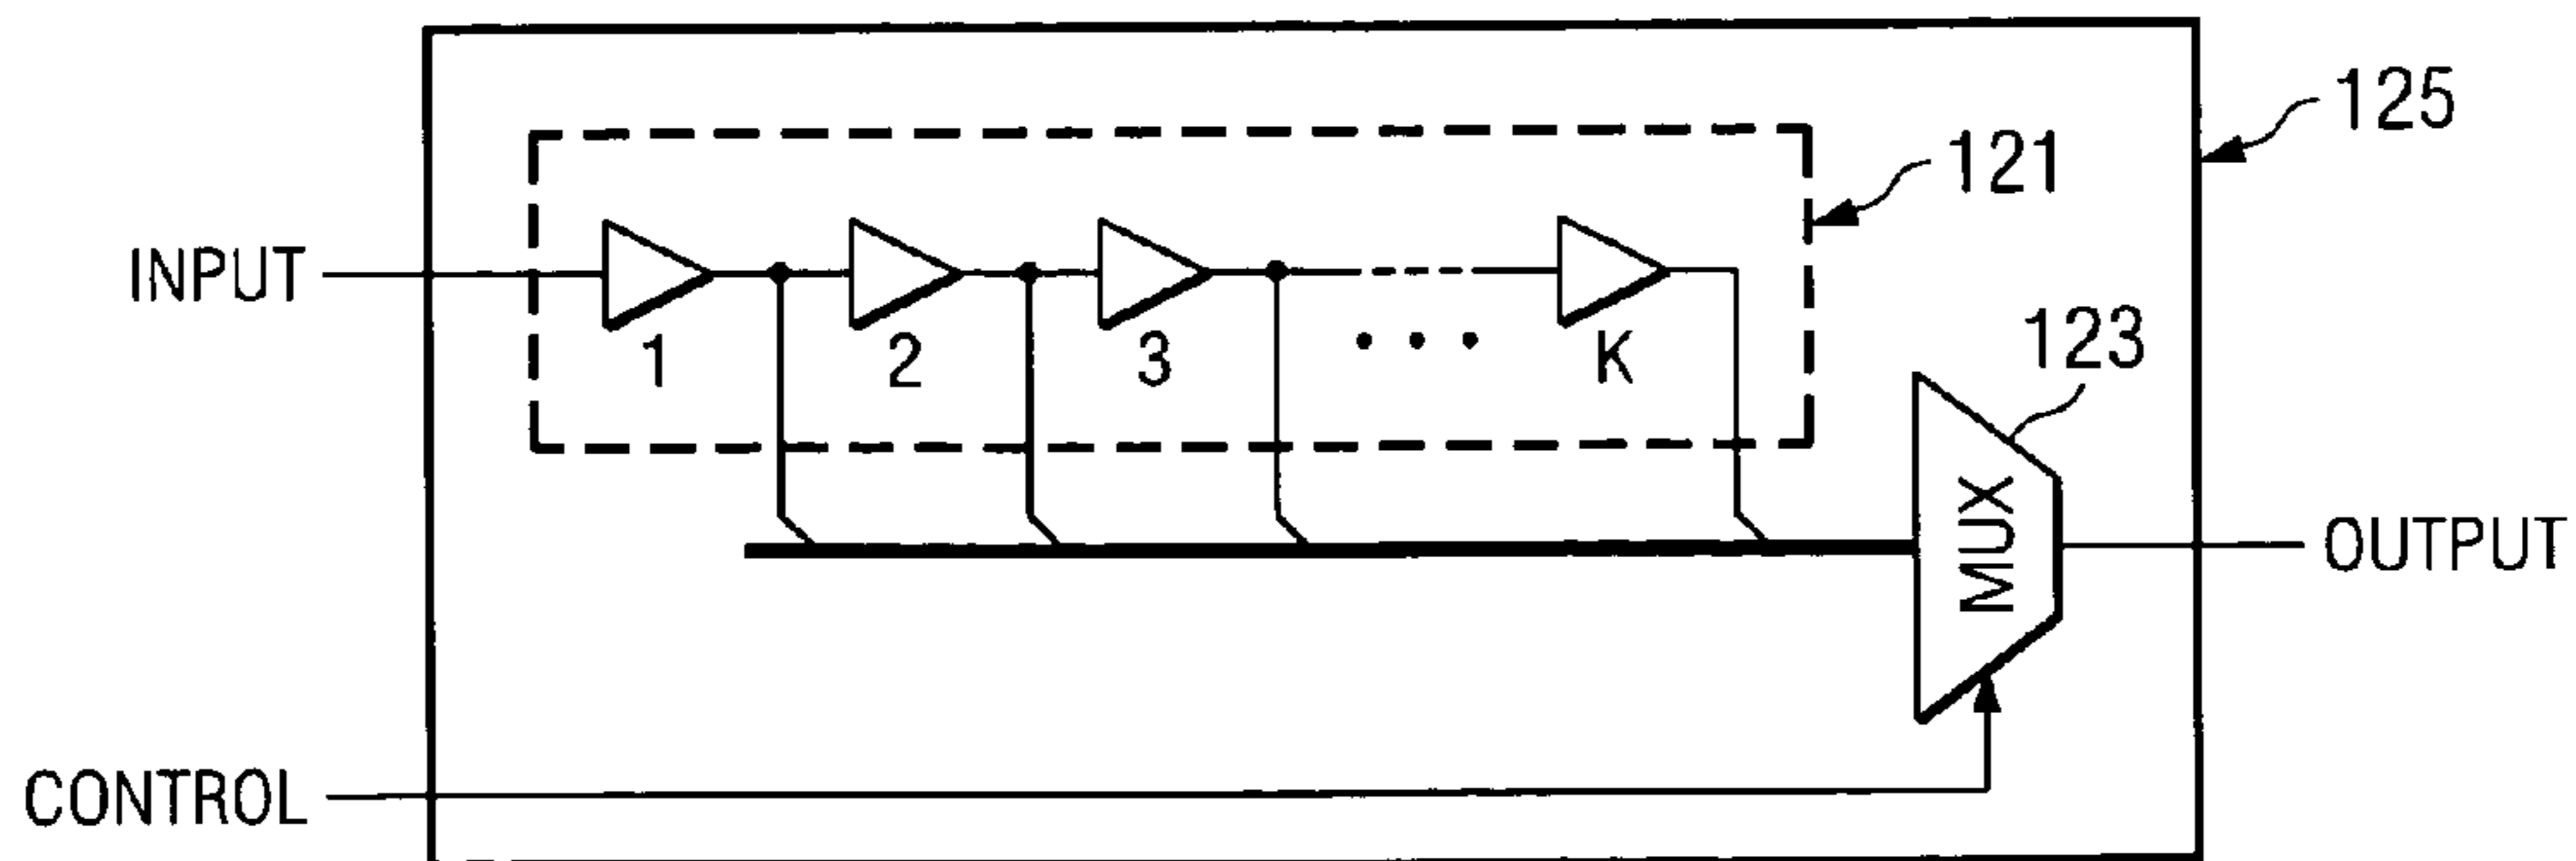 125
121
INPUT
1 2 3 . . . K
123
MUX
OUTPUT
CONTROL